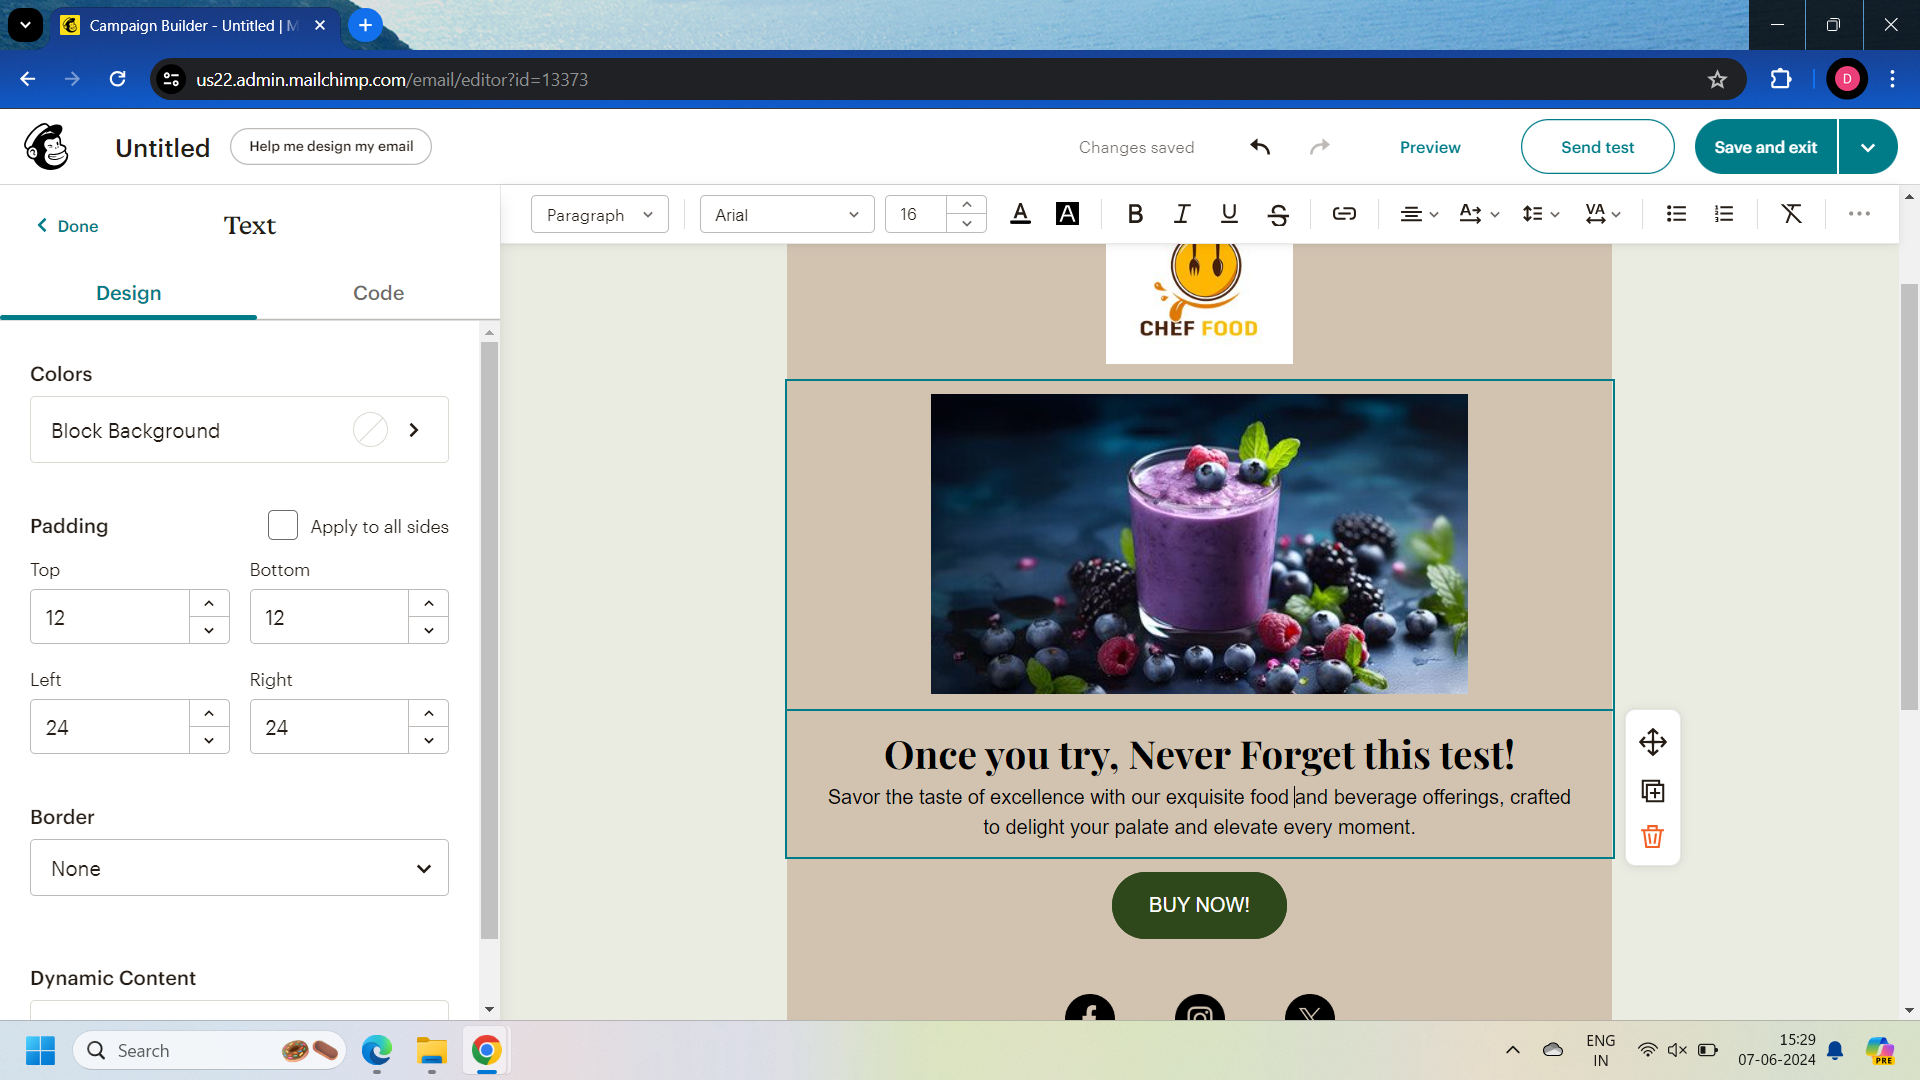 Campaign Builder - Untitled | M
us22.admin.mailchimp.com/email/editor?id=13373
D
Untitled
Help me design my email
Changes saved
Preview
Send test
Save and exit
Done
Text
Paragraph
Arial
16
A
A
B
I
U
S
A
VA
Design
Code
Colors
Block Background
Padding
Apply to all sides
Top
Bottom
12
12
Left
Right
24
24
Border
None
Dynamic Content
CHEF FOOD
Once you try, Never Forget this test!
Savor the taste of excellence with our exquisite food and beverage offerings, crafted
to delight your palate and elevate every moment.
BUY NOW!
Search
ENG
IN
15:29
07-06-2024
PRE